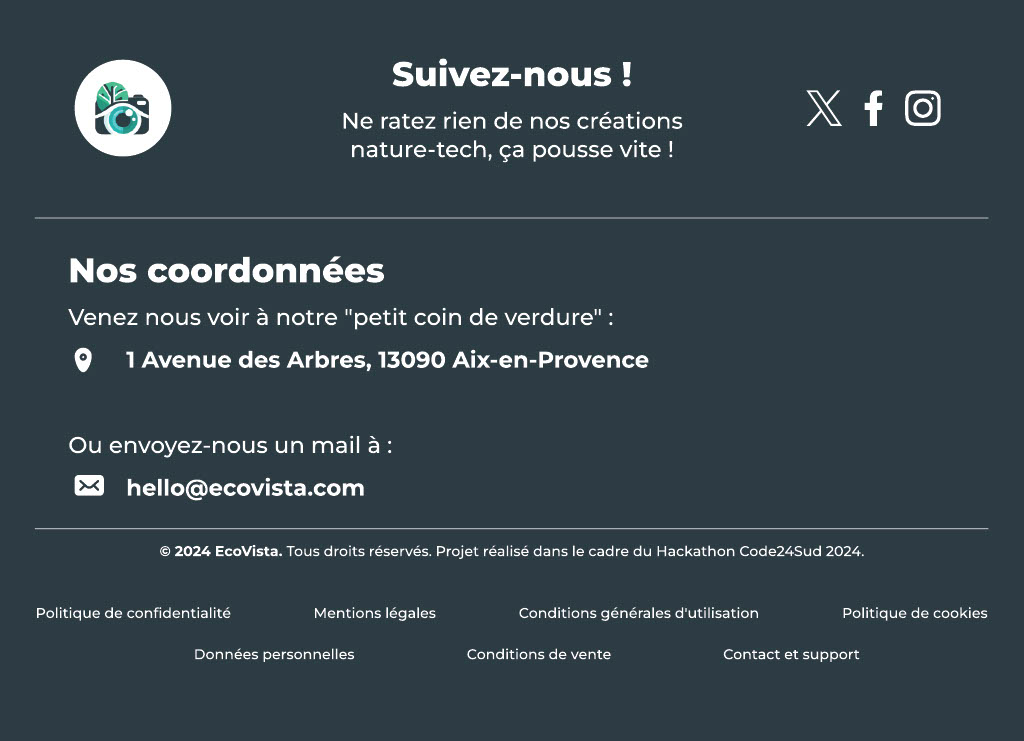 Suivez-nous !
Ne ratez rien de nos créations
nature-tech, ça pousse vite !
Nos coordonnées
Venez nous voir à notre "petit coin de verdure" :
1 Avenue des Arbres, 13090 Aix-en-Provence
Ou envoyez-nous un mail à :
hello@ecovista.com
© 2024 EcoVista. Tous droits réservés. Projet réalisé dans le cadre du Hackathon Code24Sud 2024.
Politique de confidentialité Mentions légales Conditions générales d'utilisation Politique de cookies
Données personnelles Conditions de vente Contact et support